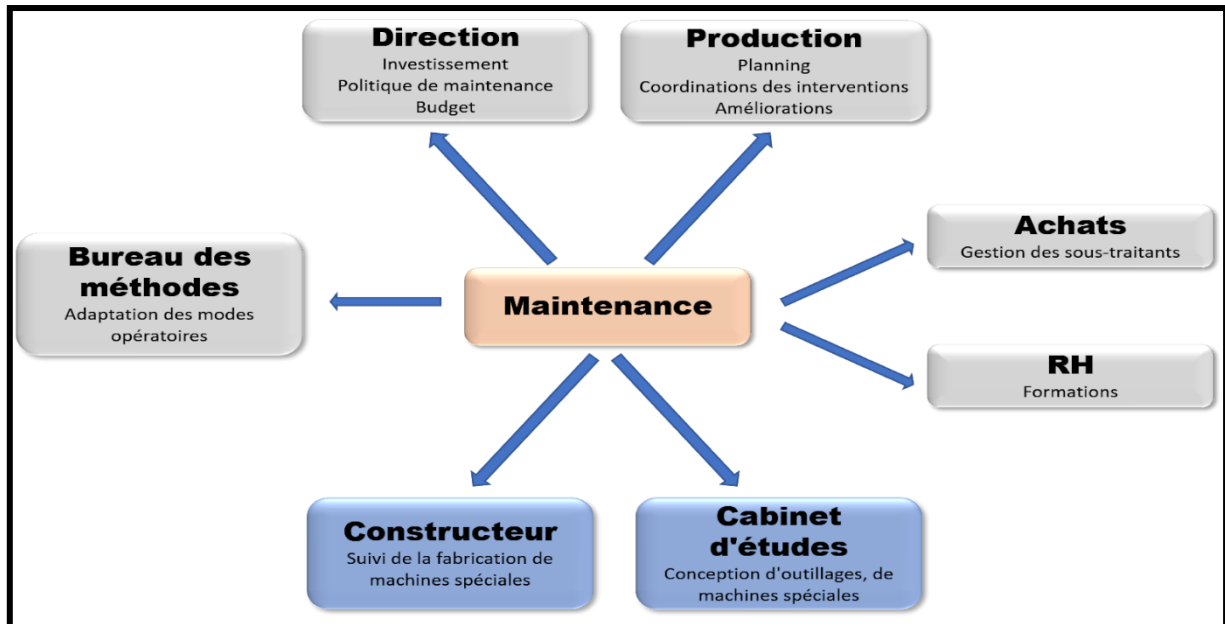 Direction
Investissement
Politique de maintenance
Budget
Production
Planning
Coordinations des interventions
Améliorations
Bureau des
méthodes
Adaptation des modes
opératoires
Maintenance
Achats
Gestion des sous-traitants
RH
Formations
Constructeur
Suivi de la fabrication de
machines spéciales
Cabinet
d'études
Conception d'outillages, de
machines spéciales